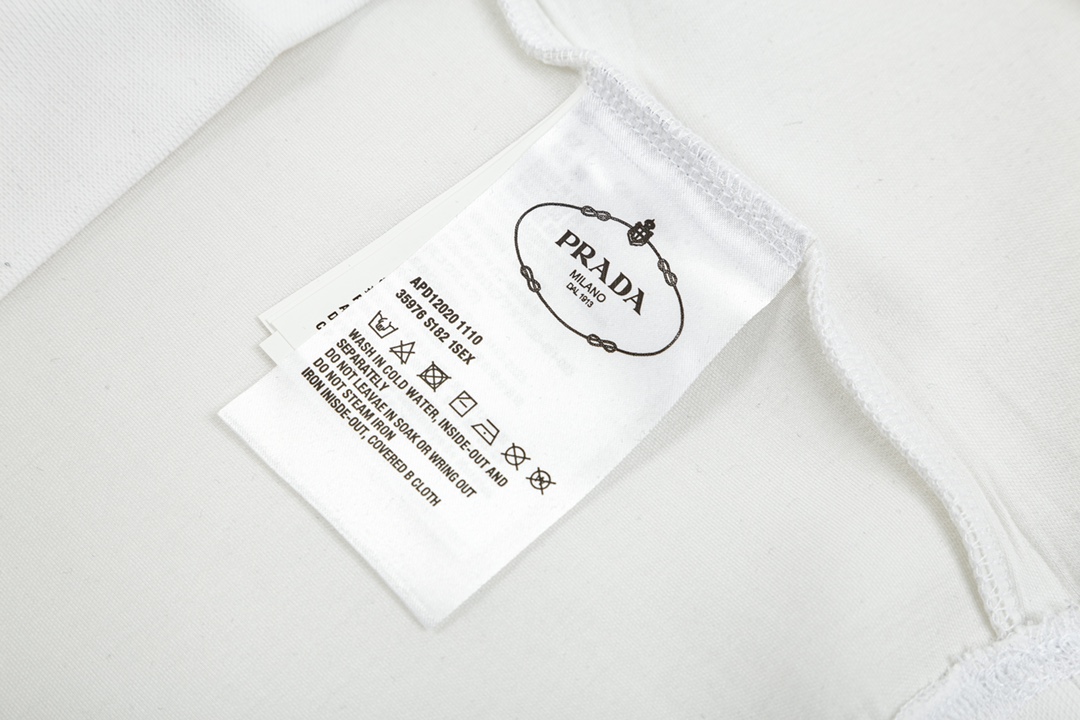 PRADA
MILANO
DAL 1913
APD12020 1110
35976 S182 1SEX
WASH IN COLD WATER, INSIDE-OUT AND
SEPARATELY
DO NOT LEAVAE IN SOAK OR WRING OUT
DO NOT STEAM IRON
IRON INISDE-OUT, COVERED B CLOTH